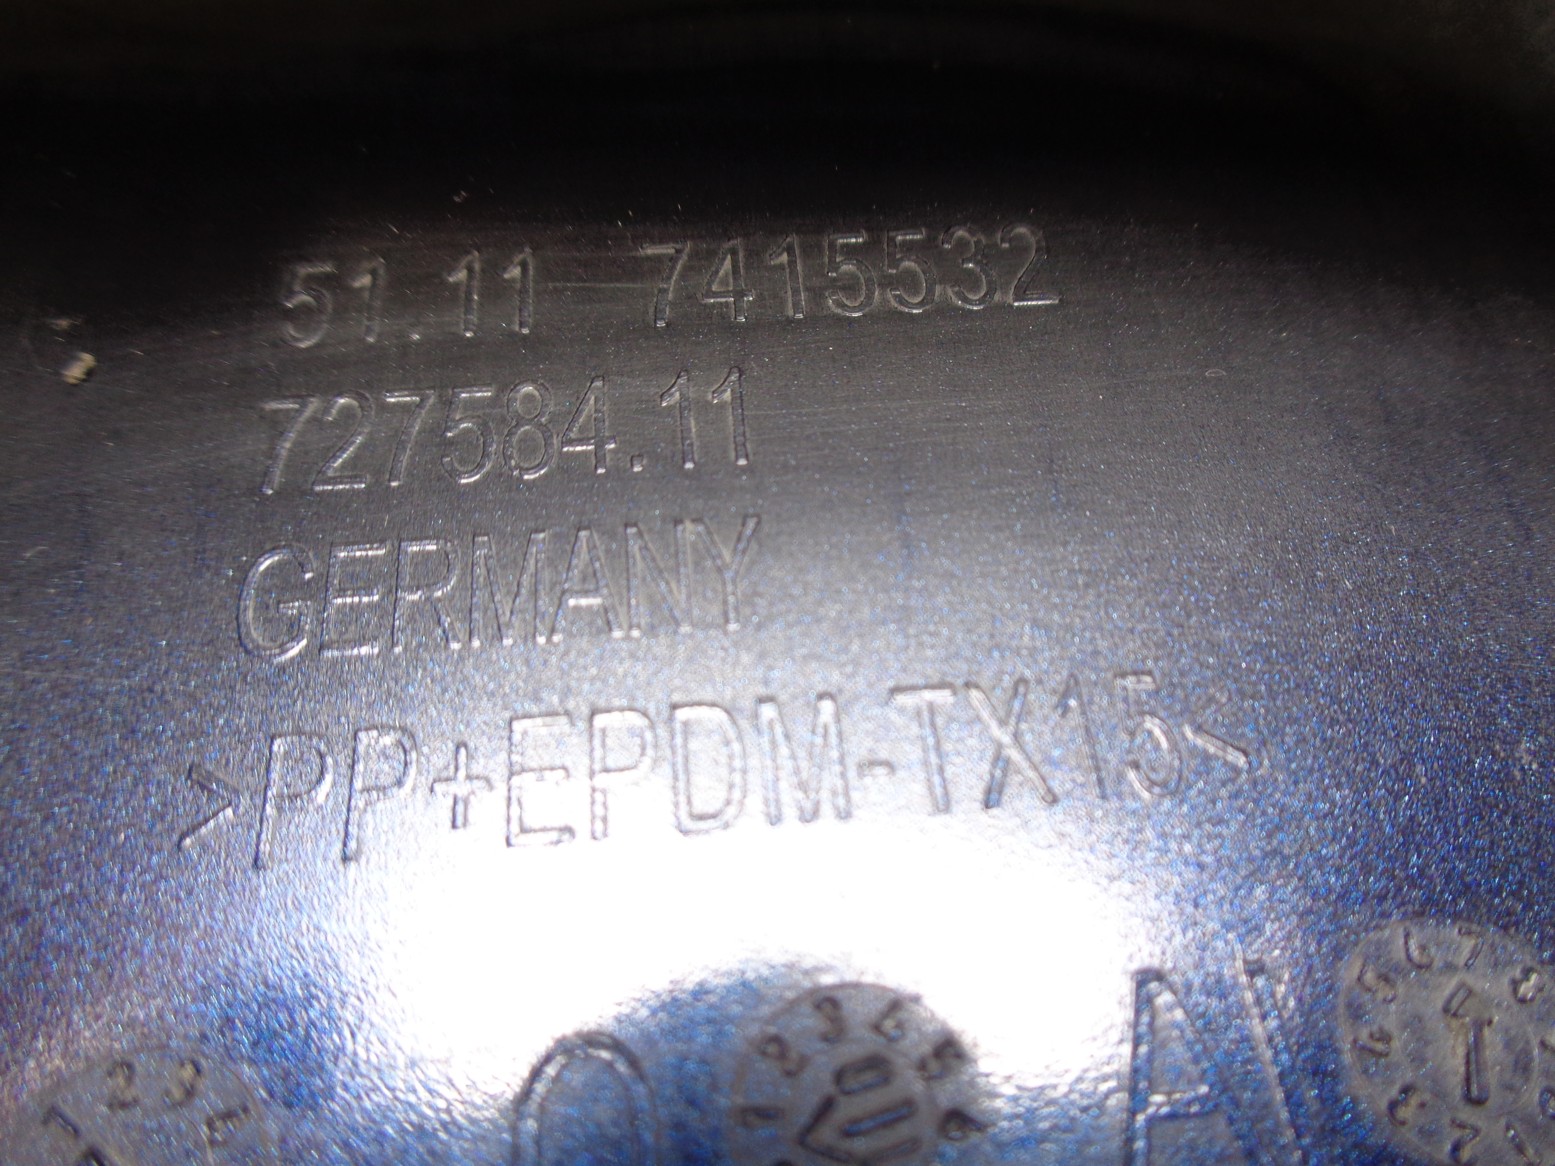 51.11 7415532
727584.11
GERMANY
>PP+EPDM-TX15<